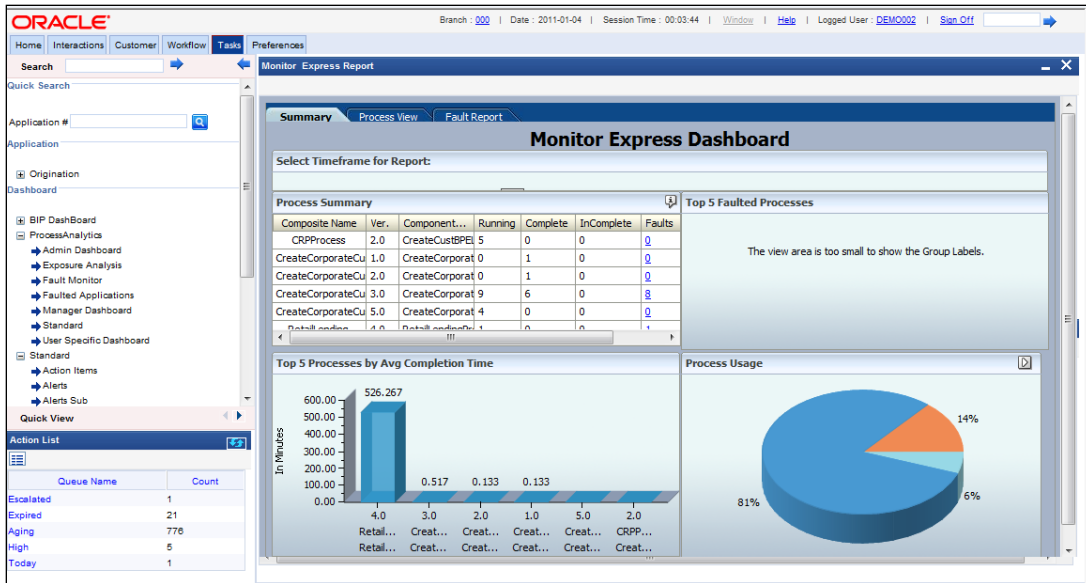 ORACLE
Branch : 000 | Date : 2011-01-04 | Session Time : 00:03:44 | Window | Help | Logged User : DEMO002 | Sign Off
Home Interactions Customer Workflow Tasks Preferences
Search
Quick Search
Application #
Application
Origination
Dashboard
BIP DashBoard
ProcessAnalytics
Admin Dashboard
Exposure Analysis
Fault Monitor
Faulted Applications
Manager Dashboard
Standard
User Specific Dashboard
Standard
Action Items
Alerts
Alerts Sub
Quick View
Action List
Queue Name Count
Escalated 1
Expired 21
Aging 776
High 5
Today 1
Monitor Express Report
Summary Process View Fault Report
Monitor Express Dashboard
Select Timeframe for Report:
Process Summary
Composite Name Ver. Component... Running Complete InComplete Faults
CRPProcess 2.0 CreateCustBPEL 5 0 0 0
CreateCorporateCu 1.0 CreateCorporat 0 1 0 0
CreateCorporateCu 2.0 CreateCorporat 0 1 0 0
CreateCorporateCu 3.0 CreateCorporat 9 6 0 8
CreateCorporateCu 5.0 CreateCorporat 4 0 0 0
RetailLending 4.0 RetailLendingPr 1 0 0 1
Top 5 Faulted Processes
The view area is too small to show the Group Labels.
Top 5 Processes by Avg Completion Time
In Minutes
600.00
500.00
400.00
300.00
200.00
100.00
0.00
526.267
0.517 0.133 0.133
4.0 3.0 2.0 1.0 5.0 2.0
Retail... Creat... Creat... Creat... Creat... CRPP...
Retail... Creat... Creat... Creat... Creat... Creat...
Process Usage
14%
6%
81%